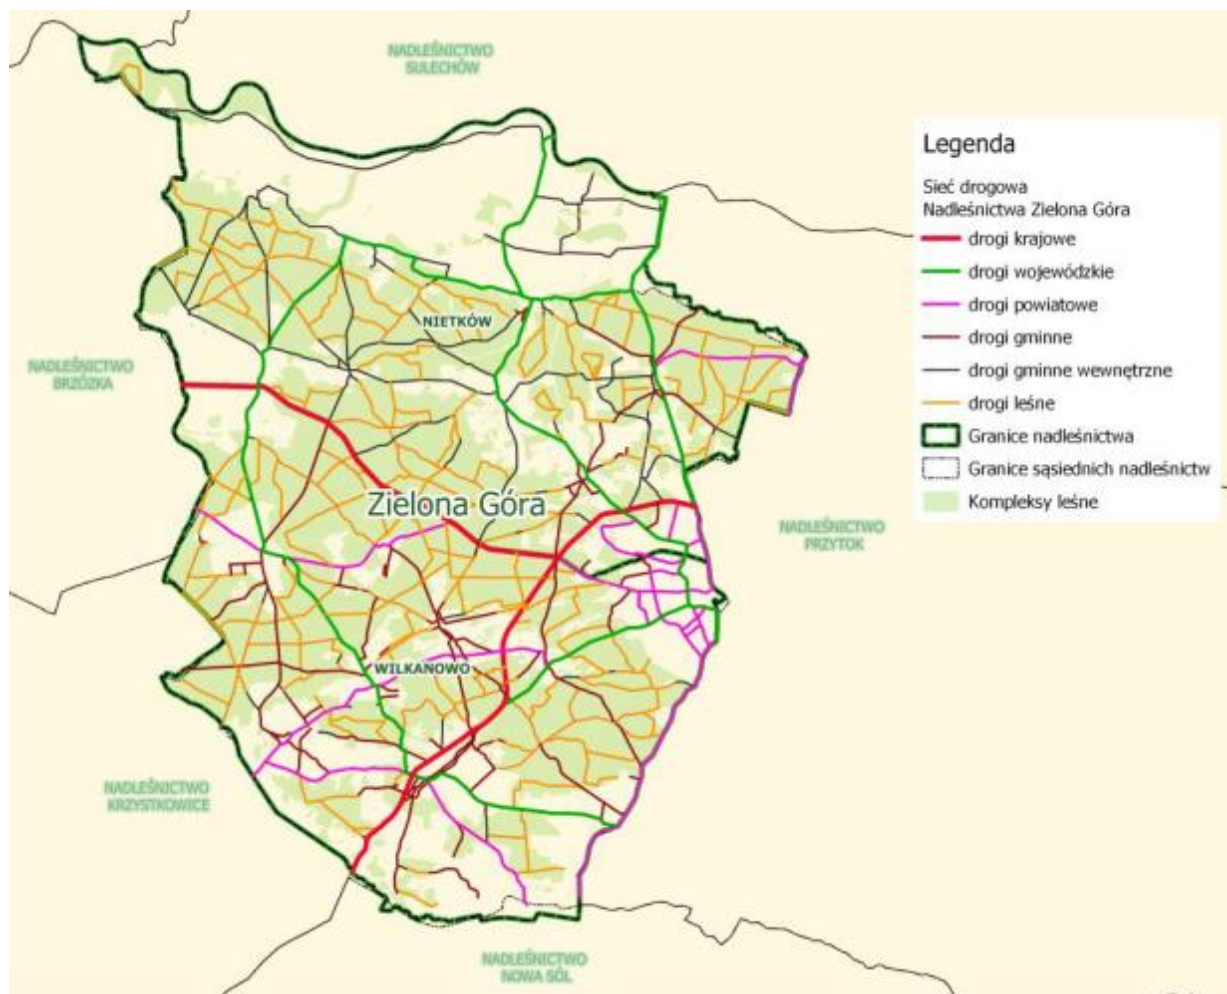 NADLEŚNICTWO
SULECHÓW
Legenda
Sieć drogowa
Nadleśnictwa Zielona Góra
drogi krajowe
drogi wojewódzkie
drogi powiatowe
drogi gminne
drogi gminne wewnętrzne
drogi leśne
Granice nadleśnictwa
Granice sąsiednich nadleśnictw
Kompleksy leśne
NIETKÓW
NADLEŚNICTWO
BRZÓZKA
Zielona Góra
NADLEŚNICTWO
PRZYTOK
WILKANOWO
NADLEŚNICTWO
KRZYSTKOWICE
NADLEŚNICTWO
NOWA SÓL